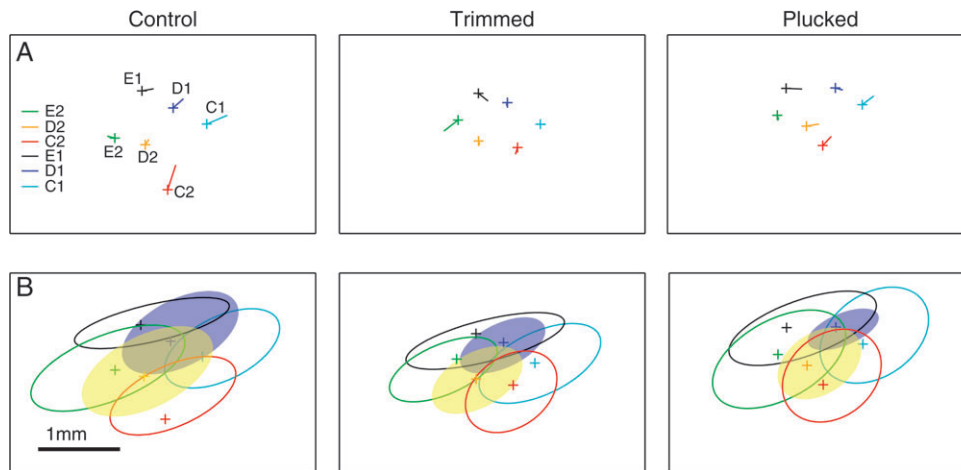 Control Trimmed Plucked
A
E1
D1
C1
E2
D2
C2
E2
D2
C2
E1
D1
C1
B
1mm